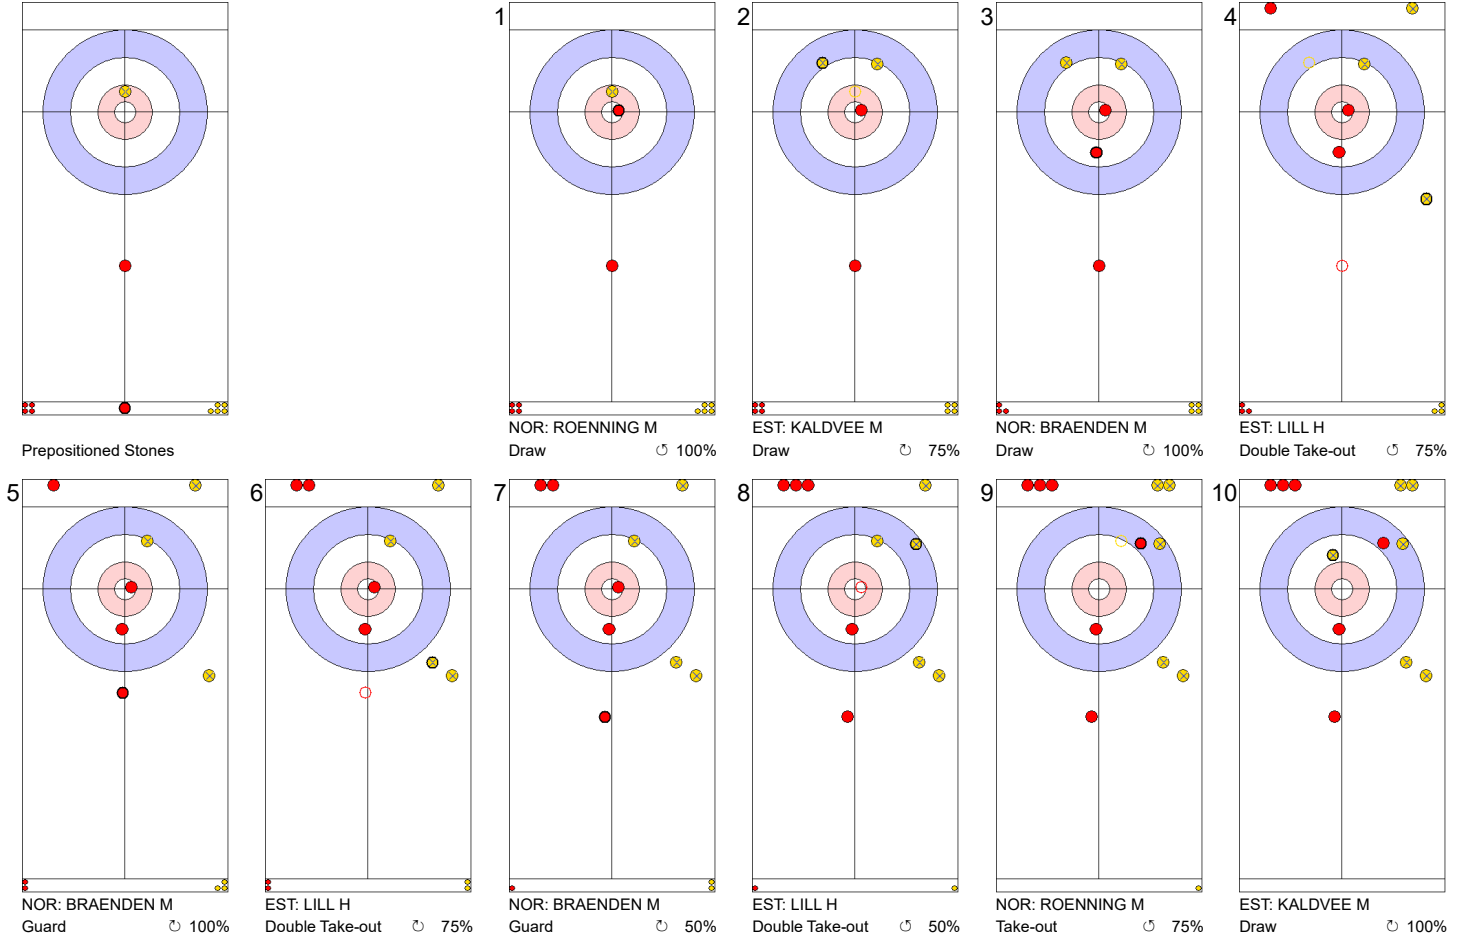 1
2
3
4
Prepositioned Stones
NOR: ROENNING M
Draw ↺ 100%
EST: KALDVEE M
Draw ↻ 75%
NOR: BRAENDEN M
Draw ↻ 100%
EST: LILL H
Double Take-out ↺ 75%
5
6
7
8
9
10
NOR: BRAENDEN M
Guard ↻ 100%
EST: LILL H
Double Take-out ↻ 75%
NOR: BRAENDEN M
Guard ↻ 50%
EST: LILL H
Double Take-out ↺ 50%
NOR: ROENNING M
Take-out ↺ 75%
EST: KALDVEE M
Draw ↻ 100%